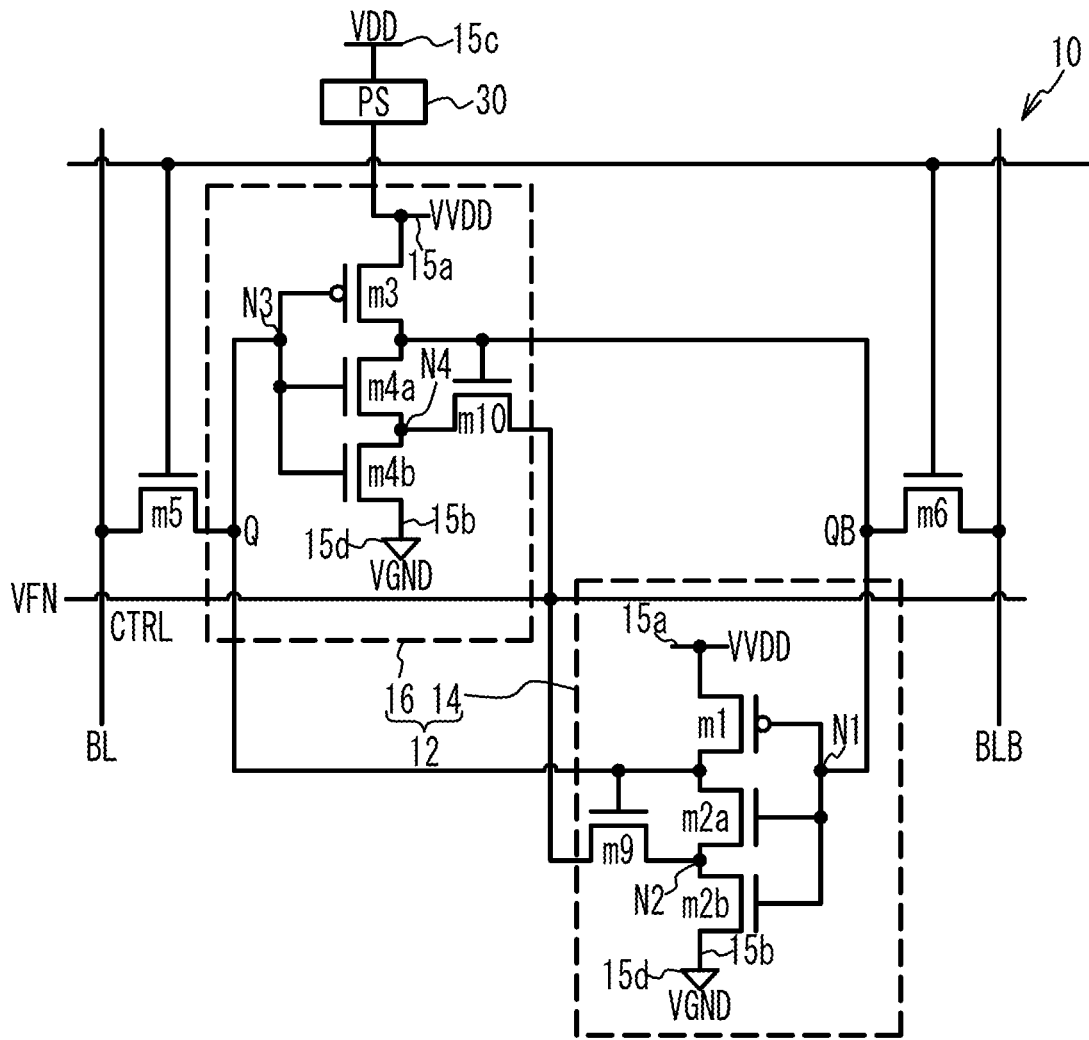 VDD
15c
10
PS
30
VVDD
15a
N3
m3
m4a
N4
m10
m4b
m5
Q
15b
QB
m6
15d
VGND
VFN
CTRL
15a
VVDD
16 14
12
m1
N1
BL
BLB
m2a
m9
N2
m2b
15b
15d
VGND